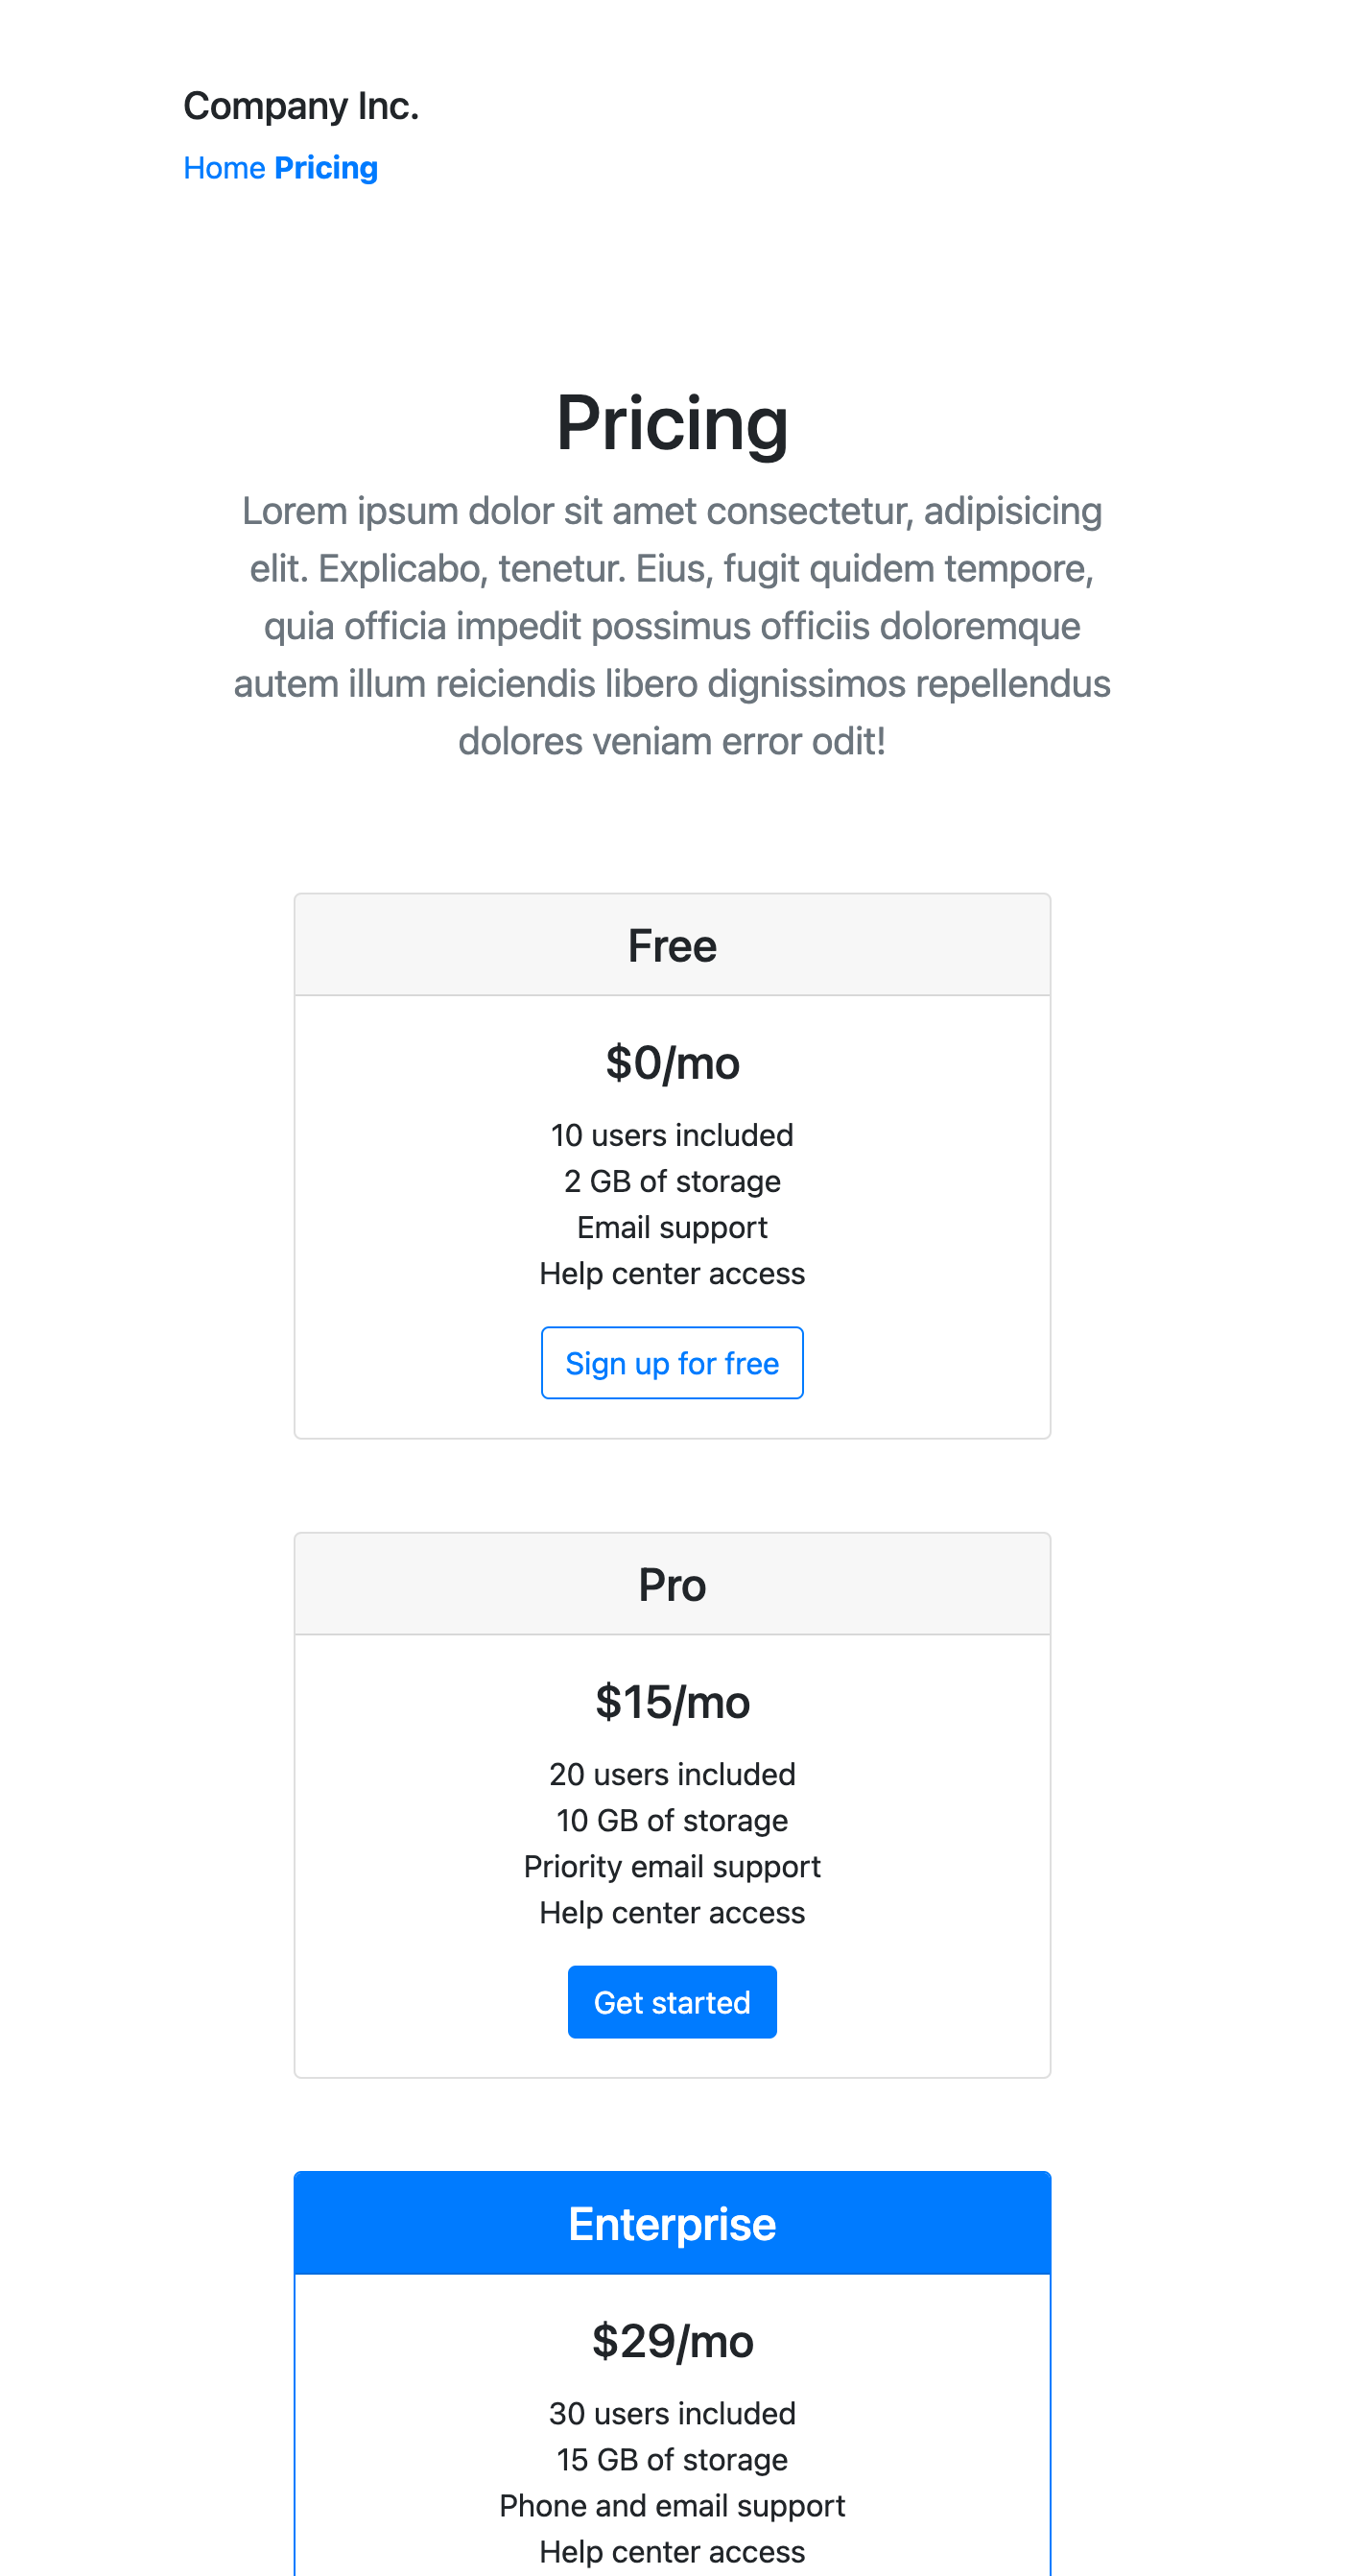 Company Inc.
Home Pricing
Pricing
Lorem ipsum dolor sit amet consectetur, adipisicing
elit. Explicabo, tenetur. Eius, fugit quidem tempore,
quia officia impedit possimus officiis doloremque
autem illum reiciendis libero dignissimos repellendus
dolores veniam error odit!
Free
$0/mo
10 users included
2 GB of storage
Email support
Help center access
Sign up for free
Pro
$15/mo
20 users included
10 GB of storage
Priority email support
Help center access
Get started
Enterprise
$29/mo
30 users included
15 GB of storage
Phone and email support
Help center access